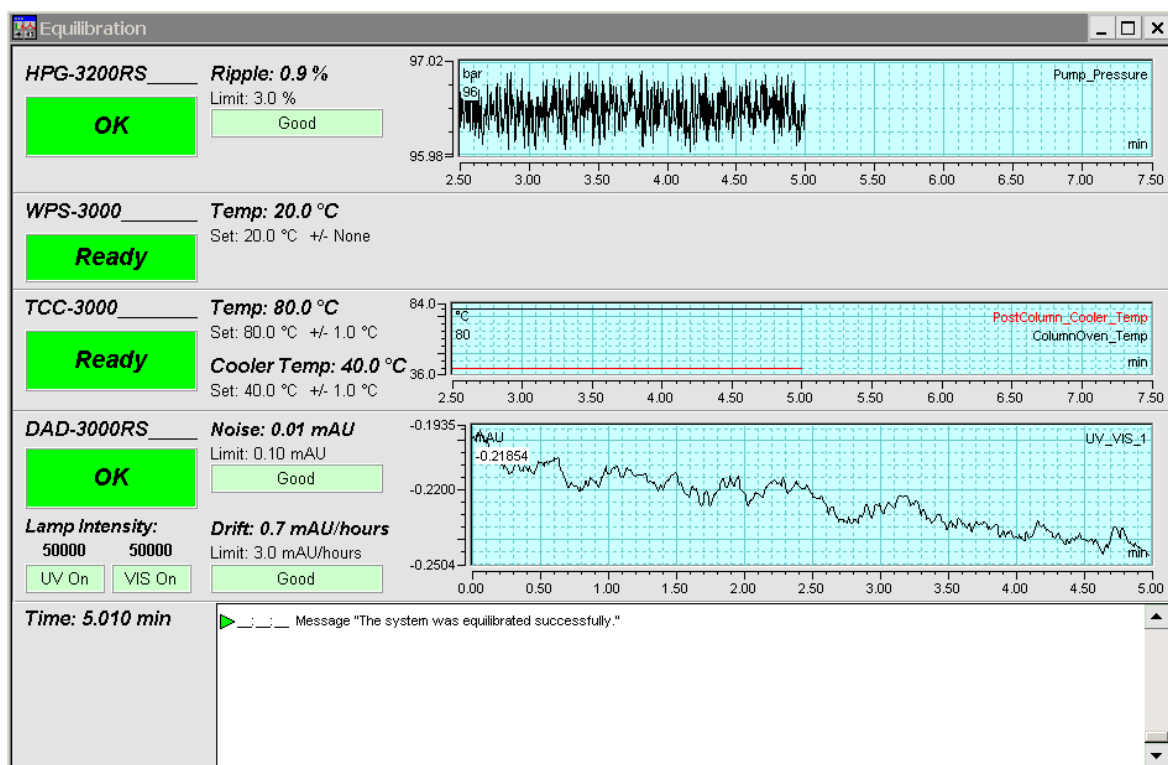 Equilibration
HPG-3200RS_____
OK
Ripple: 0.9 %
Limit: 3.0 %
Good
97.02
bar
96
95.98
Pump_Pressure
min
2.50 3.00 3.50 4.00 4.50 5.00 5.50 6.00 6.50 7.00 7.50
WPS-3000_______
Ready
Temp: 20.0 °C
Set: 20.0 °C +/- None
TCC-3000_______
Ready
Temp: 80.0 °C
Set: 80.0 °C +/- 1.0 °C
Cooler Temp: 40.0 °C
Set: 40.0 °C +/- 1.0 °C
84.0
°C
80
36.0
PostColumn_Cooler_Temp
ColumnOven_Temp
min
2.50 3.00 3.50 4.00 4.50 5.00 5.50 6.00 6.50 7.00 7.50
DAD-3000RS____
OK
Noise: 0.01 mAU
Limit: 0.10 mAU
Good
Lamp Intensity:
50000 50000
UV On VIS On
Drift: 0.7 mAU/hours
Limit: 3.0 mAU/hours
Good
-0.1935
mAU
-0.21854
-0.2200
-0.2504
UV_VIS_1
min
0.00 0.50 1.00 1.50 2.00 2.50 3.00 3.50 4.00 4.50 5.00
Time: 5.010 min
__:__:__ Message "The system was equilibrated successfully."